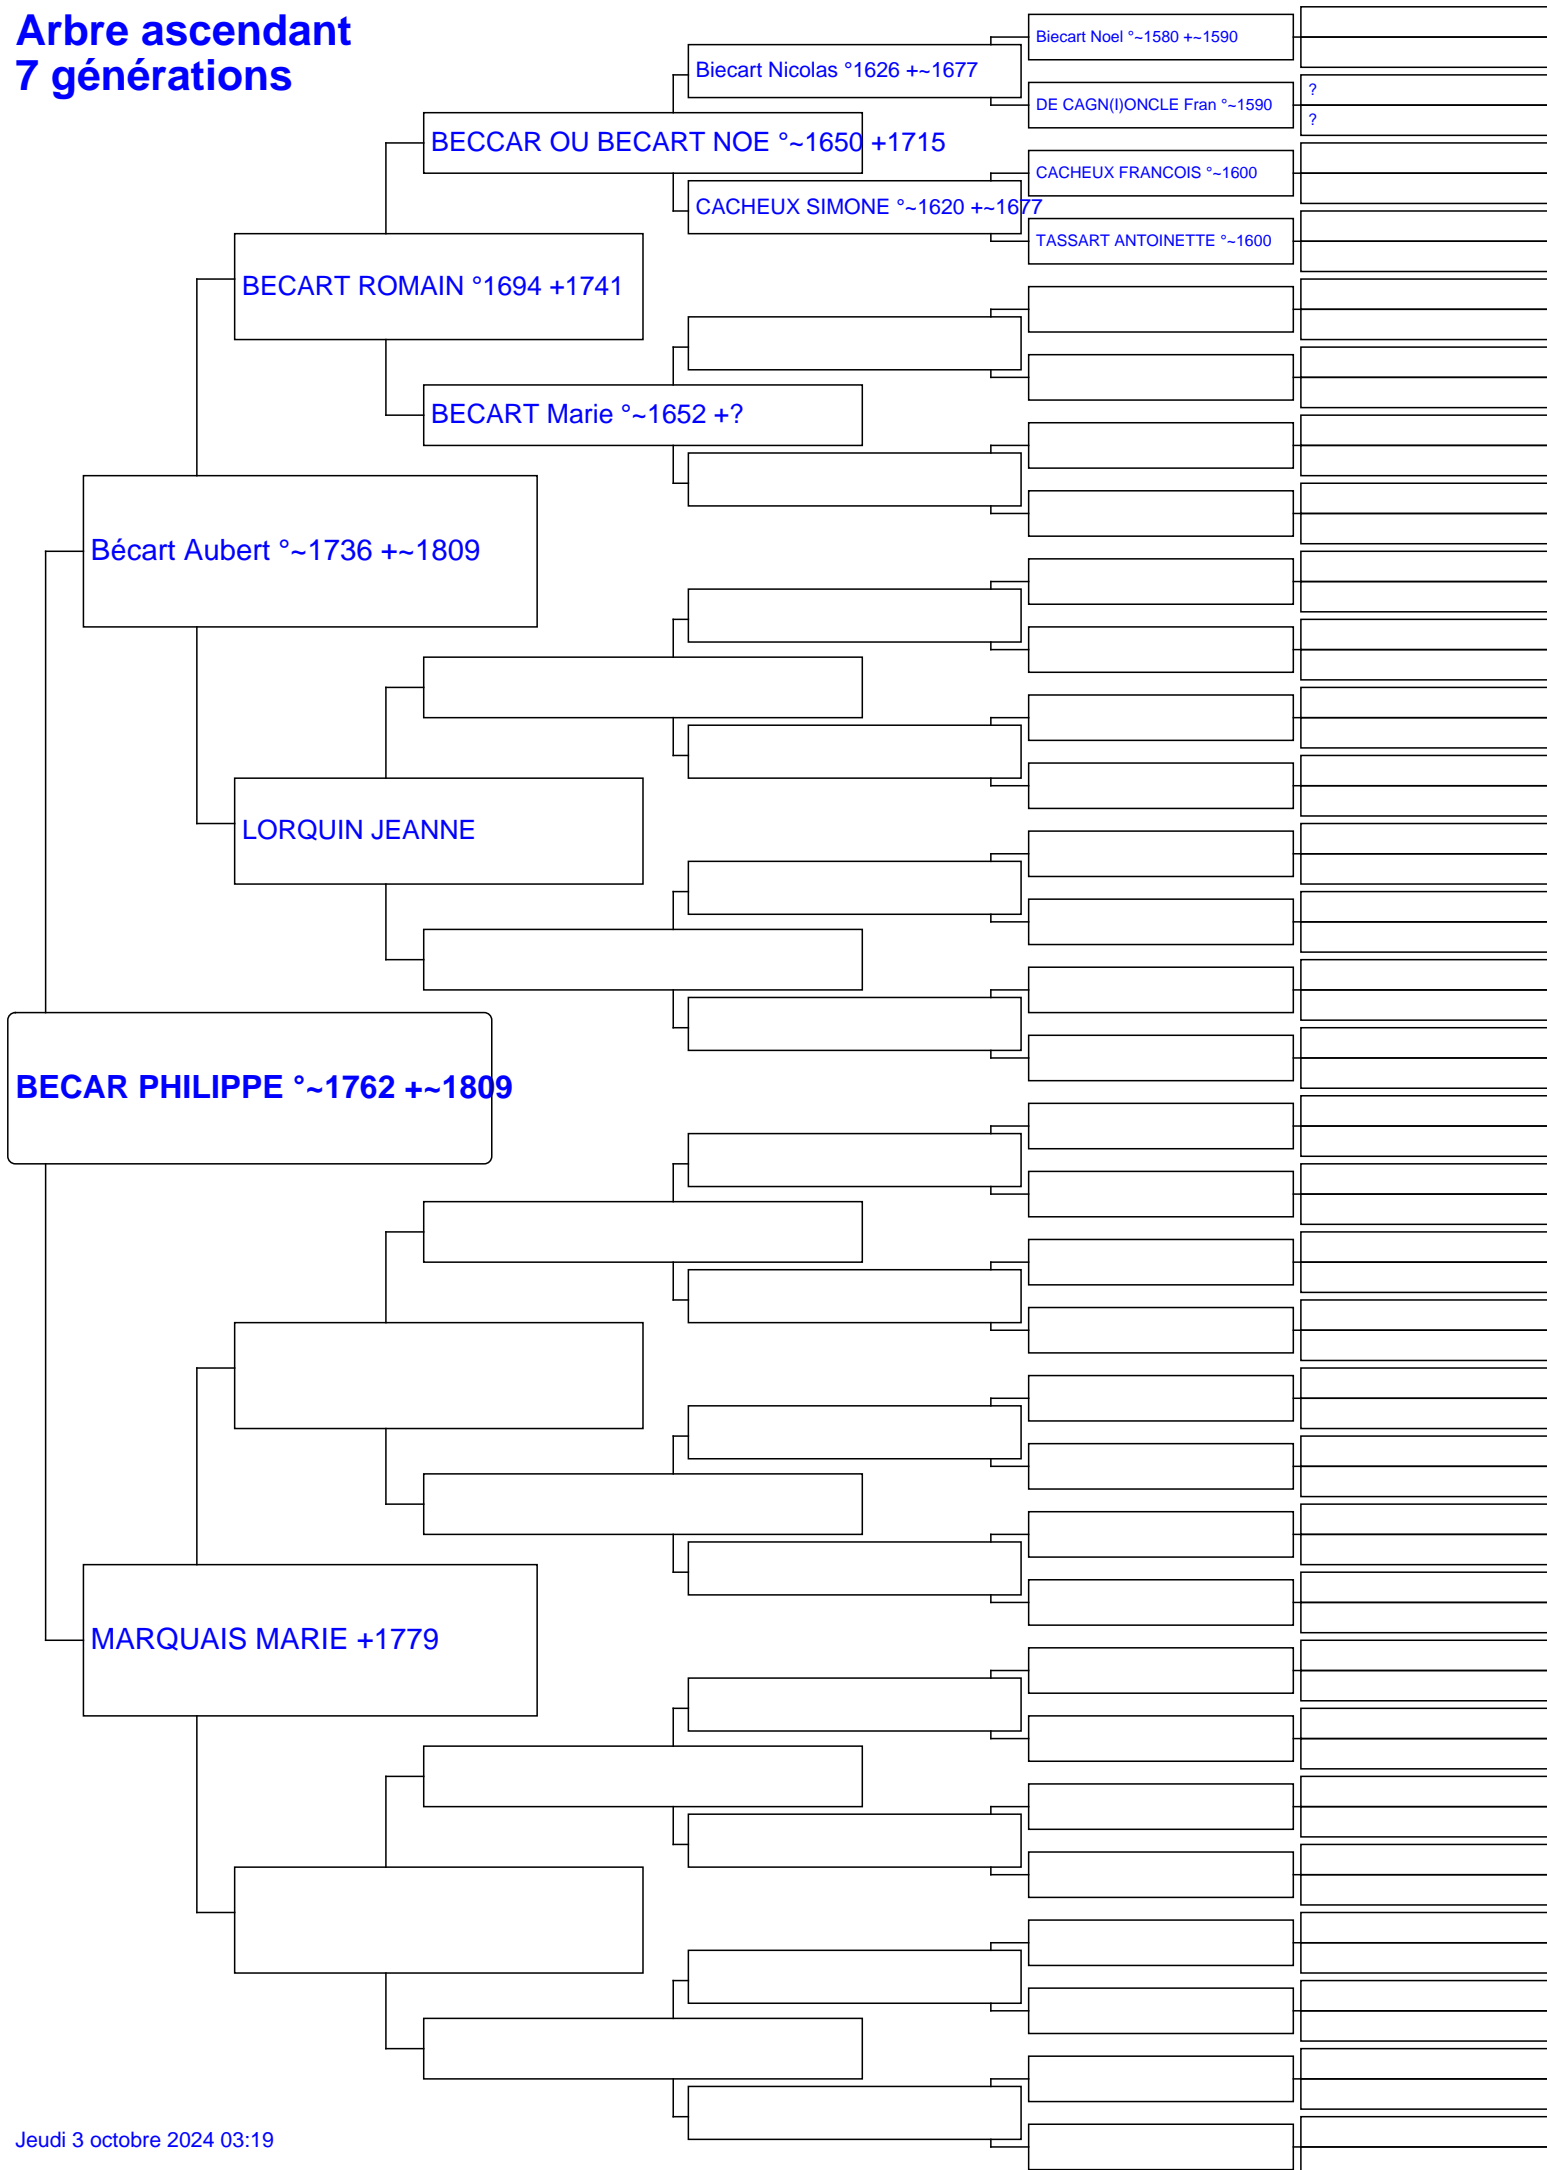 Arbre ascendant
7 générations
Biecart Noel °~1580 +~1590
Biecart Nicolas °1626 +~1677
?
DE CAGN(I)ONCLE Fran °~1590
?
BECCAR OU BECART NOE °~1650 +1715
CACHEUX FRANCOIS °~1600
CACHEUX SIMONE °~1620 +~1677
TASSART ANTOINETTE °~1600
BECART ROMAIN °1694 +1741
BECART Marie °~1652 +?
Bécart Aubert °~1736 +~1809
LORQUIN JEANNE
BECAR PHILIPPE °~1762 +~1809
MARQUAIS MARIE +1779
Jeudi 3 octobre 2024 03:19